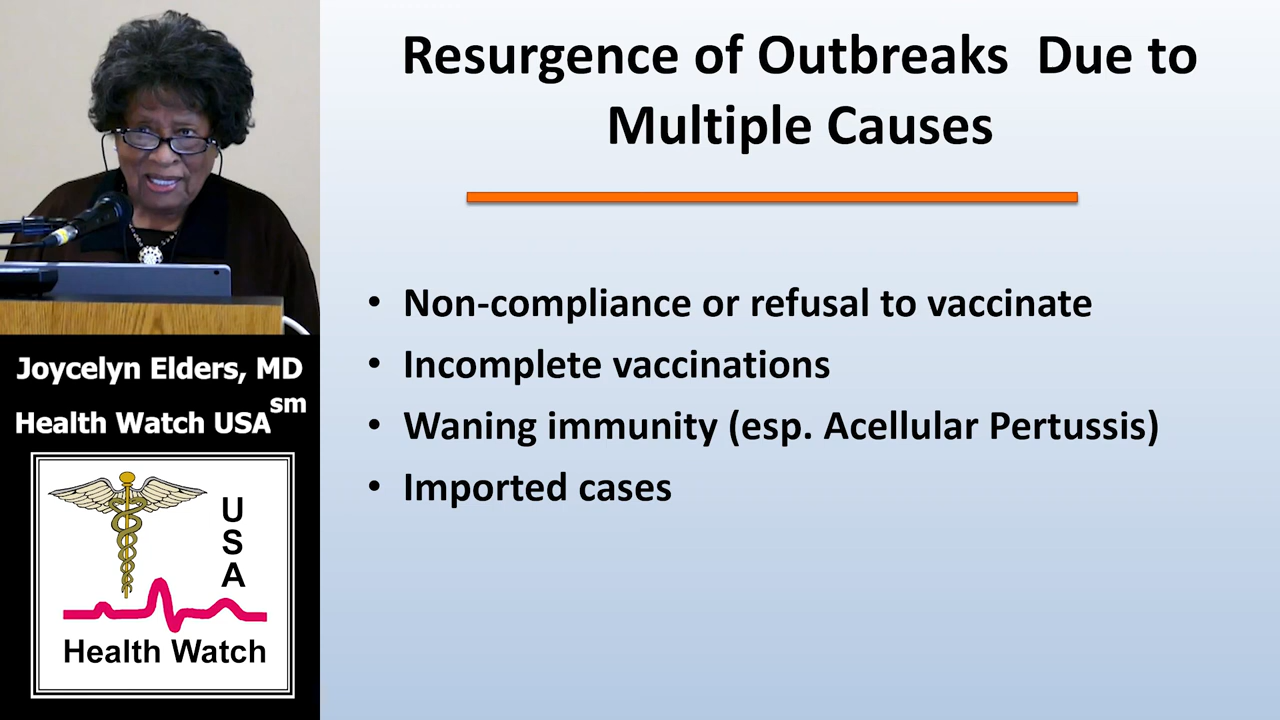 Resurgence of Outbreaks  Due to
Multiple Causes
• Non-compliance or refusal to vaccinate
• Incomplete vaccinations
• Waning immunity (esp. Acellular Pertussis)
• Imported cases
Joycelyn Elders, MD
Health Watch USA sm
U
S
A
Health Watch